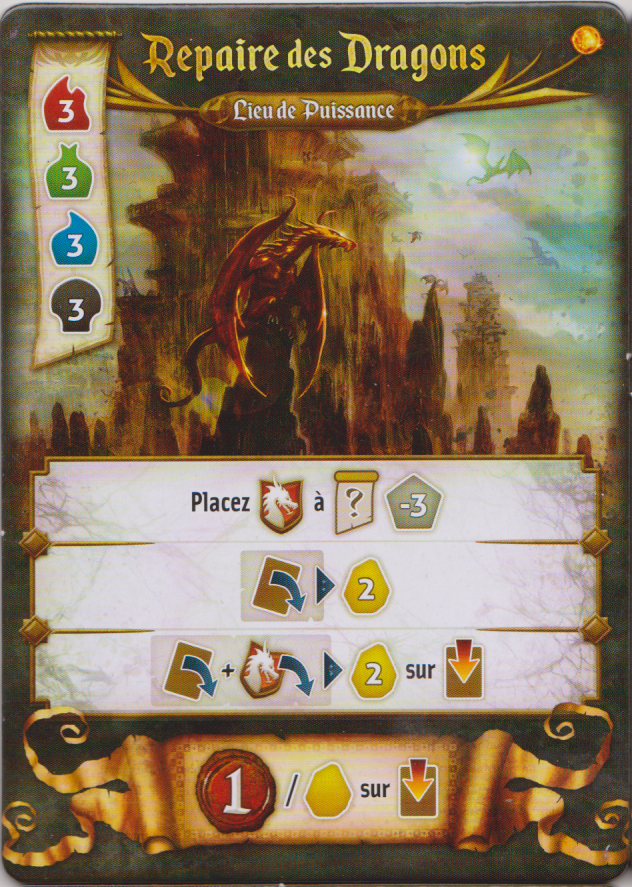 Repaire des Dragons
Lieu de Puissance
3
3
3
3
Placez à ? -3
2
+ 2 sur
1 / sur